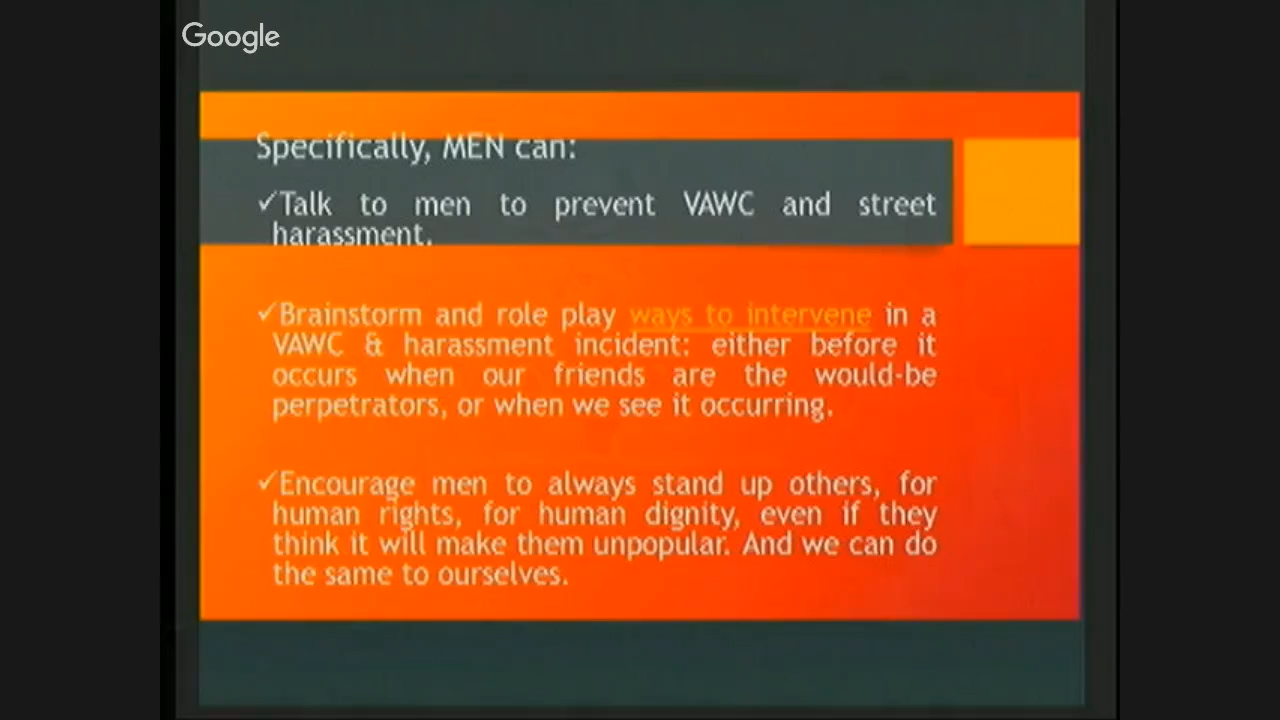 Google
Specifically, MEN can:
✓Talk to men to prevent VAWC and street
harassment.
✓Brainstorm and role play ways to intervene in a
VAWC & harassment incident: either before it
occurs when our friends are the would-be
perpetrators, or when we see it occurring.
✓Encourage men to always stand up others, for
human rights, for human dignity, even if they
think it will make them unpopular. And we can do
the same to ourselves.